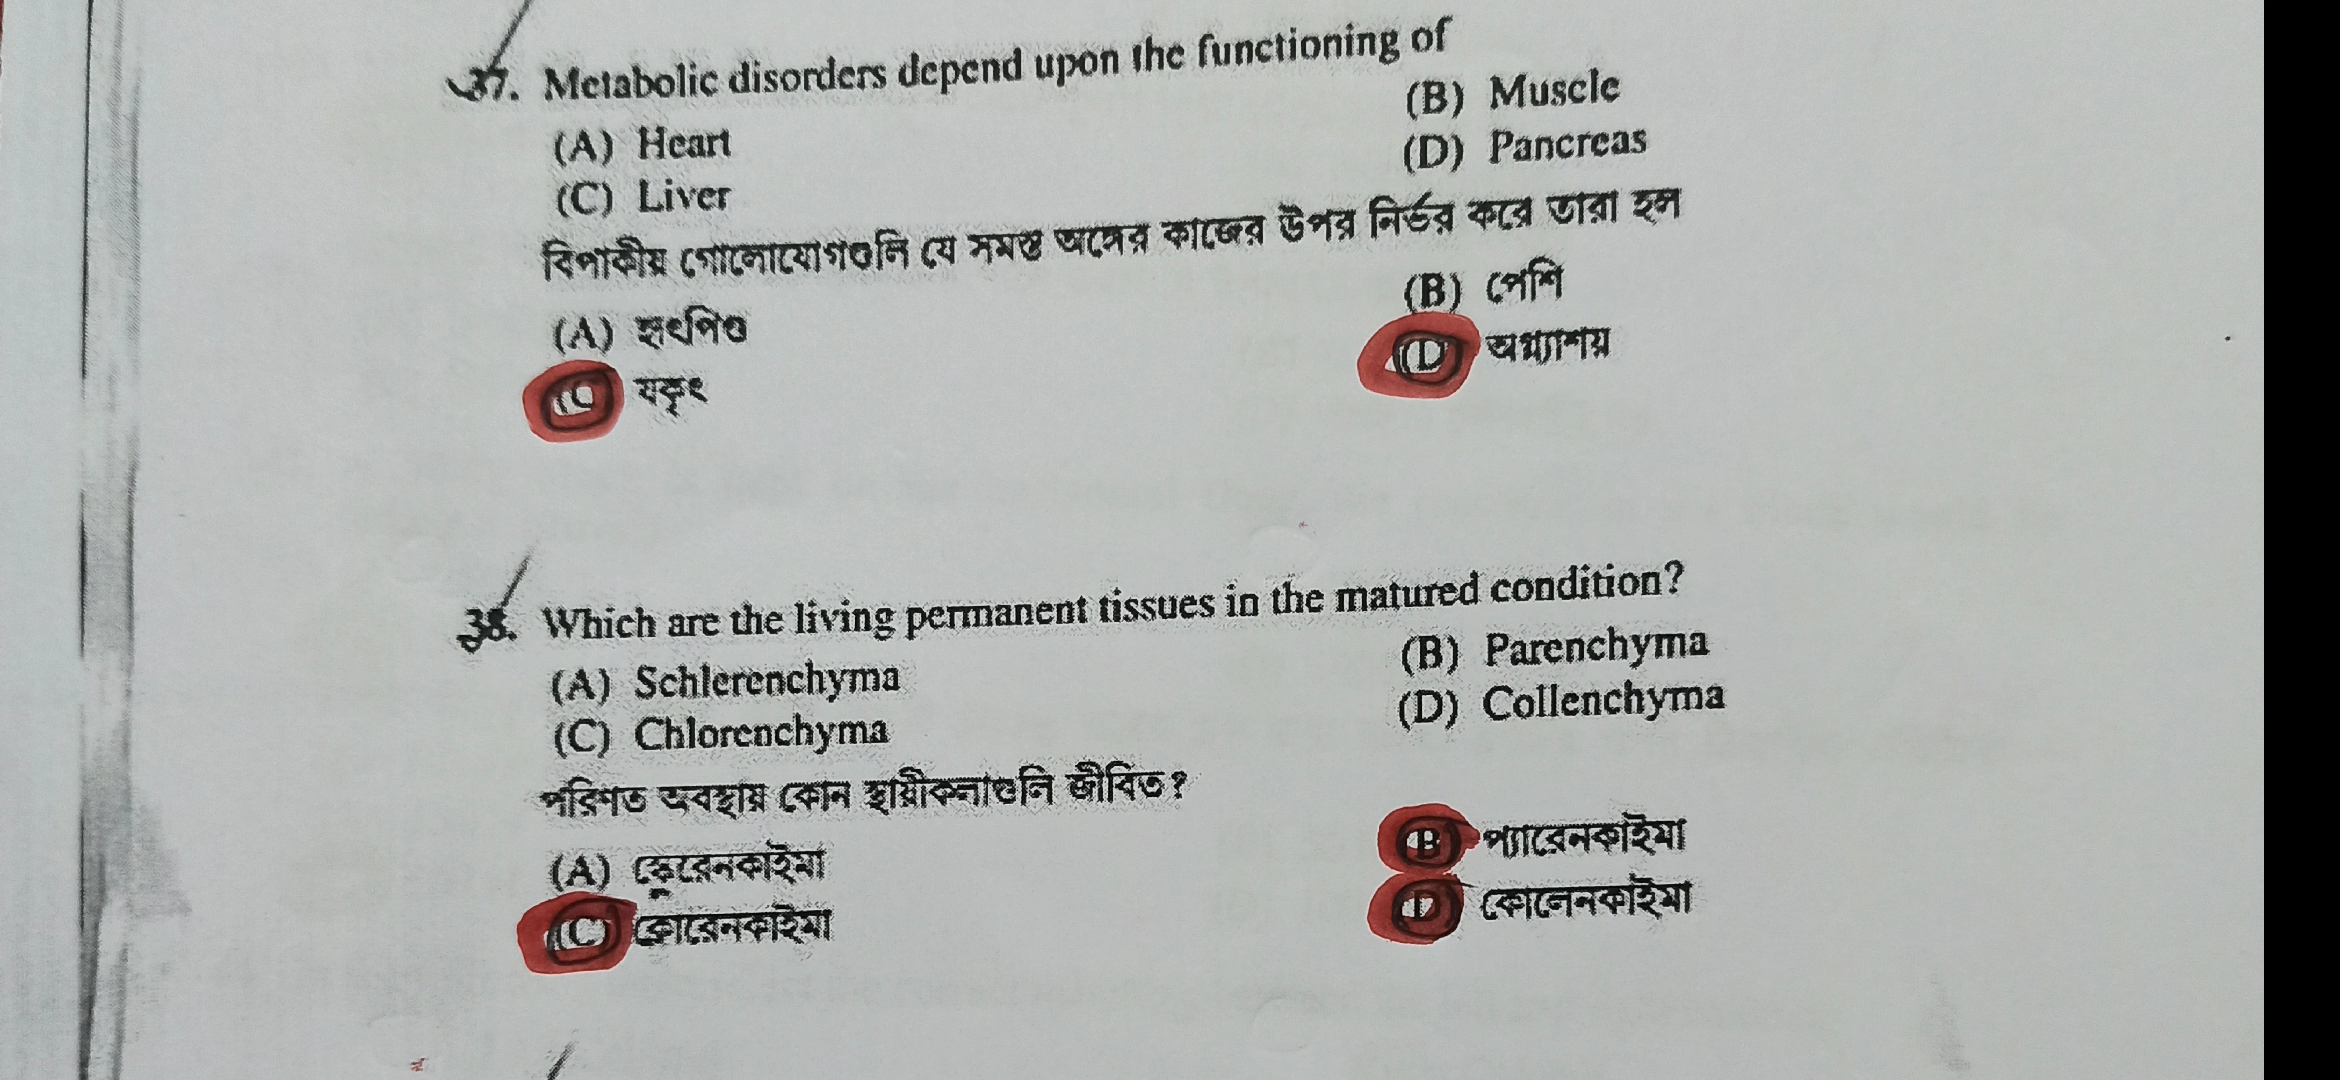 37. Metabolic disorders depend upon the functioning of
(A) Heart (B) Muscle
(C) Liver (D) Pancreas
বিপাকীয় গোলোযোগগুলি যে সমস্ত অঙ্গের কাজের উপর নির্ভর করে তারা হল
(A) হৃৎপিণ্ড (B) পেশি
(C) যকৃৎ (D) অগ্ন্যাশয়
38. Which are the living permanent tissues in the matured condition?
(A) Schlerenchyma (B) Parenchyma
(C) Chlorenchyma (D) Collenchyma
পরিণত অবস্থায় কোন স্থায়ীকলাগুলি জীবিত?
(A) স্ক্লেরেনকাইমা (B) প্যারেনকাইমা
(C) ক্লোরেনকাইমা (D) কোলেনকাইমা